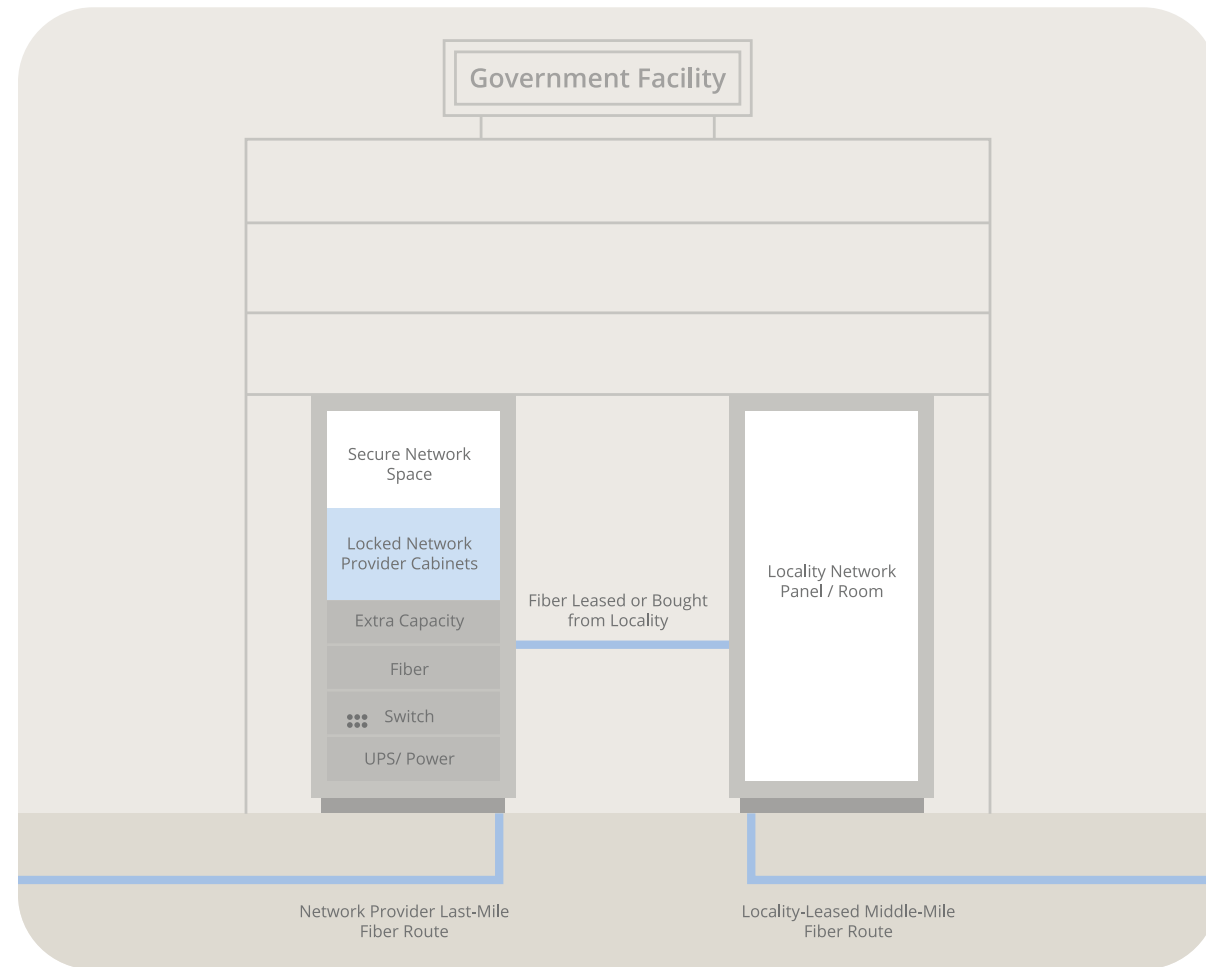 Government Facility
Secure Network
Space
Locked Network
Provider Cabinets
Extra Capacity
Fiber
Switch
UPS/ Power
Fiber Leased or Bought
from Locality
Locality Network
Panel / Room
Network Provider Last-Mile
Fiber Route
Locality-Leased Middle-Mile
Fiber Route